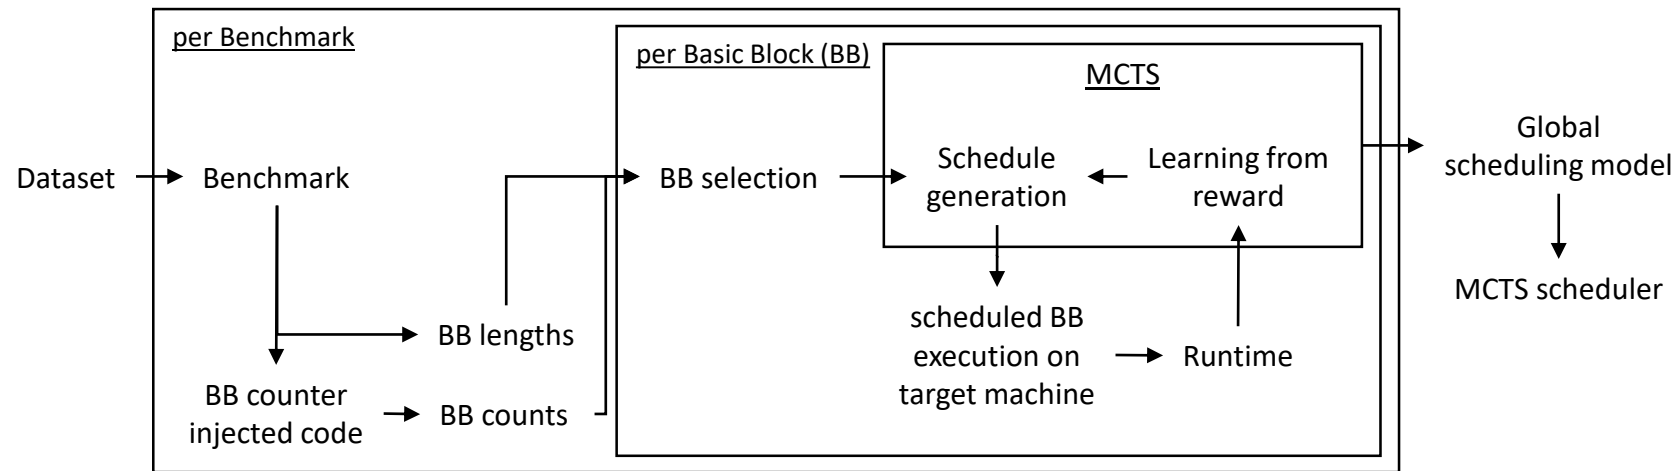 per Benchmark
per Basic Block (BB)
MCTS
Dataset
Benchmark
BB selection
Schedule
generation
Learning from
reward
Global
scheduling model
MCTS scheduler
BB lengths
scheduled BB
execution on
target machine
Runtime
BB counter
injected code
BB counts